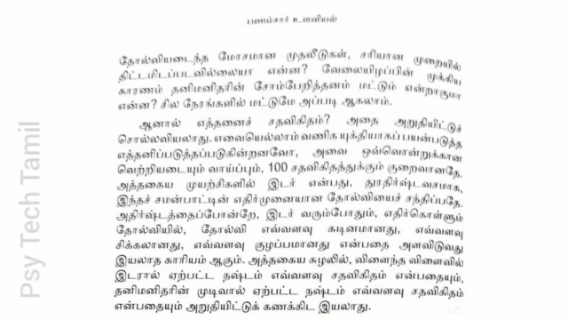 பணம்சார் உளவியல்
தோல்வியடைந்த மோசமான முதலீடுகள், சரியான முறையில்
திட்டமிடப்படவில்லையா என்ன? வேலையிழப்பின் முக்கிய
காரணம் தனிமனிதரின் சோம்பேறித்தனம் மட்டும் என்றாகுமா
என்ன? சில நேரங்களில் மட்டுமே அப்படி ஆகலாம்.
ஆனால் எத்தனைச் சதவிகிதம்? அதை அறுதியிட்டுச்
சொல்லவியலாது. எவையெல்லாம் வணிக யுக்தியாகப் பயன்படுத்த
எத்தனிப்படுத்தப்படுகின்றனவோ, அவை ஒவ்வொன்றுக்கான
வெற்றியடையும் வாய்ப்பும், 100 சதவிகிதத்துக்கும் குறைவானதே.
அத்தகைய முயற்சிகளில் இடர் என்பது, துரதிர்ஷ்டவசமாக,
இந்தச் சமன்பாட்டின் எதிர்முனையான தோல்வியைச் சந்திப்பதே.
அதிர்ஷ்டத்தைப்போன்றே, இடர் வரும்போதும், எதிர்கொள்ளும்
தோல்வியில், தோல்வி எவ்வளவு கடினமானது, எவ்வளவு
சிக்கலானது, எவ்வளவு குழப்பமானது என்பதை அளவிடுவது
இயலாத காரியம் ஆகும். அத்தகைய சுழலில், விளைந்த விளைவில்
இடரால் ஏற்பட்ட நஷ்டம் எவ்வளவு சதவிகிதம் என்பதையும்,
தனிமனிதரின் முடிவால் ஏற்பட்ட நஷ்டம் எவ்வளவு சதவிகிதம்
என்பதையும் அறுதியிட்டுக் கணக்கிட இயலாது.
Psy Tech Tamil